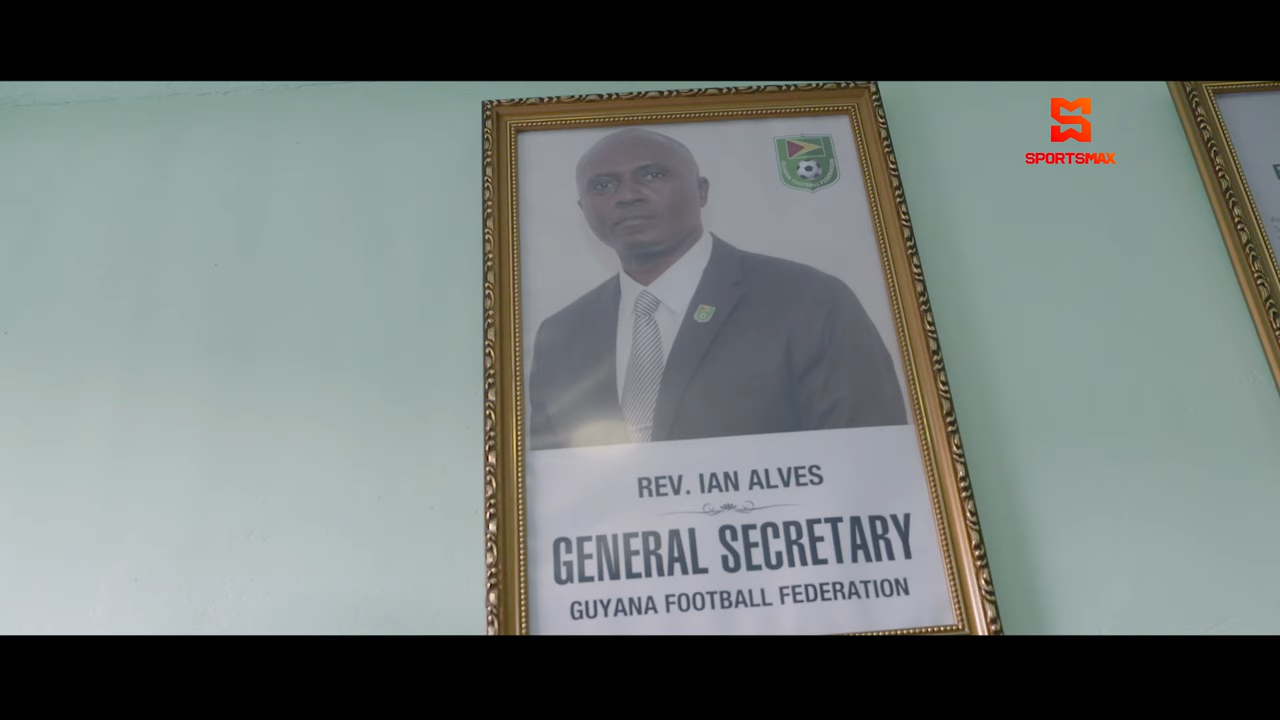 SPORTSMAX
REV. IAN ALVES
GENERAL SECRETARY
GUYANA FOOTBALL FEDERATION